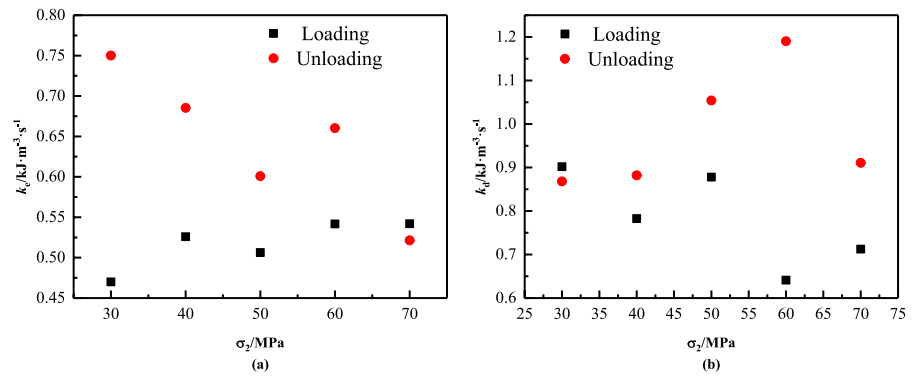 (a)
0.80
0.75
0.70
0.65
0.60
0.55
0.50
0.45
kₑ/kJ·m⁻³·s⁻¹
Loading
Unloading
30 40 50 60 70
σ₂/MPa
(a)
(b)
1.2
1.1
1.0
0.9
0.8
0.7
0.6
k_d/kJ·m⁻³·s⁻¹
Loading
Unloading
25 30 35 40 45 50 55 60 65 70 75
σ₂/MPa
(b)